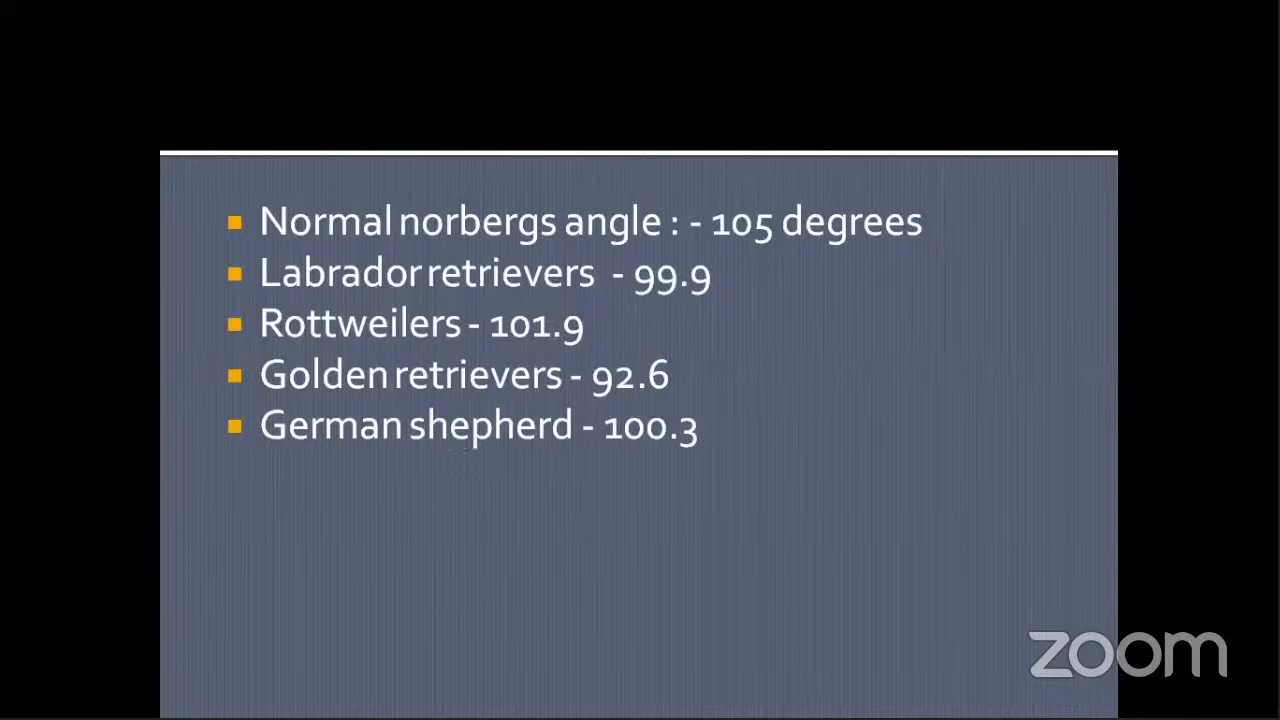 Normal norbergs angle : - 105 degrees
Labrador retrievers - 99.9
Rottweilers - 101.9
Golden retrievers - 92.6
German shepherd - 100.3
zoom